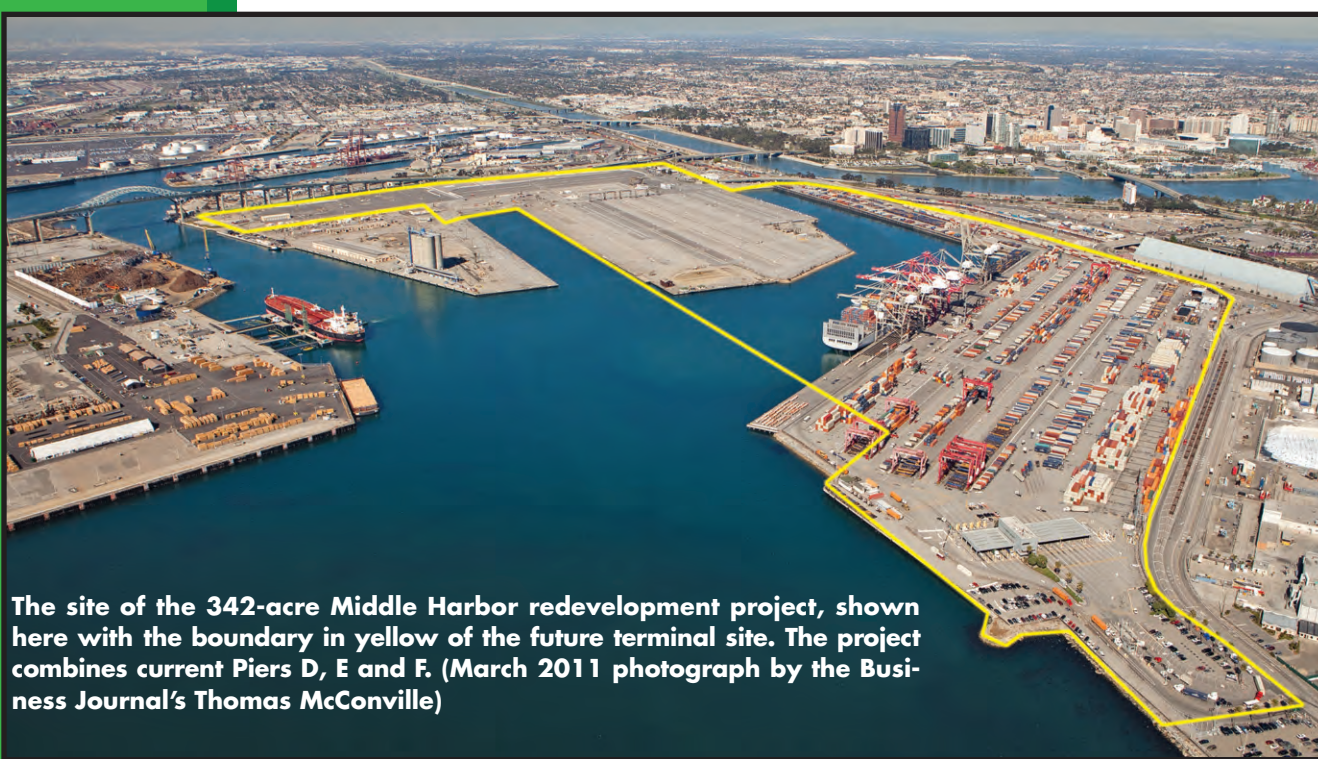 The site of the 342-acre Middle Harbor redevelopment project, shown
here with the boundary in yellow of the future terminal site. The project
combines current Piers D, E and F. (March 2011 photograph by the Busi-
ness Journal's Thomas McConville)